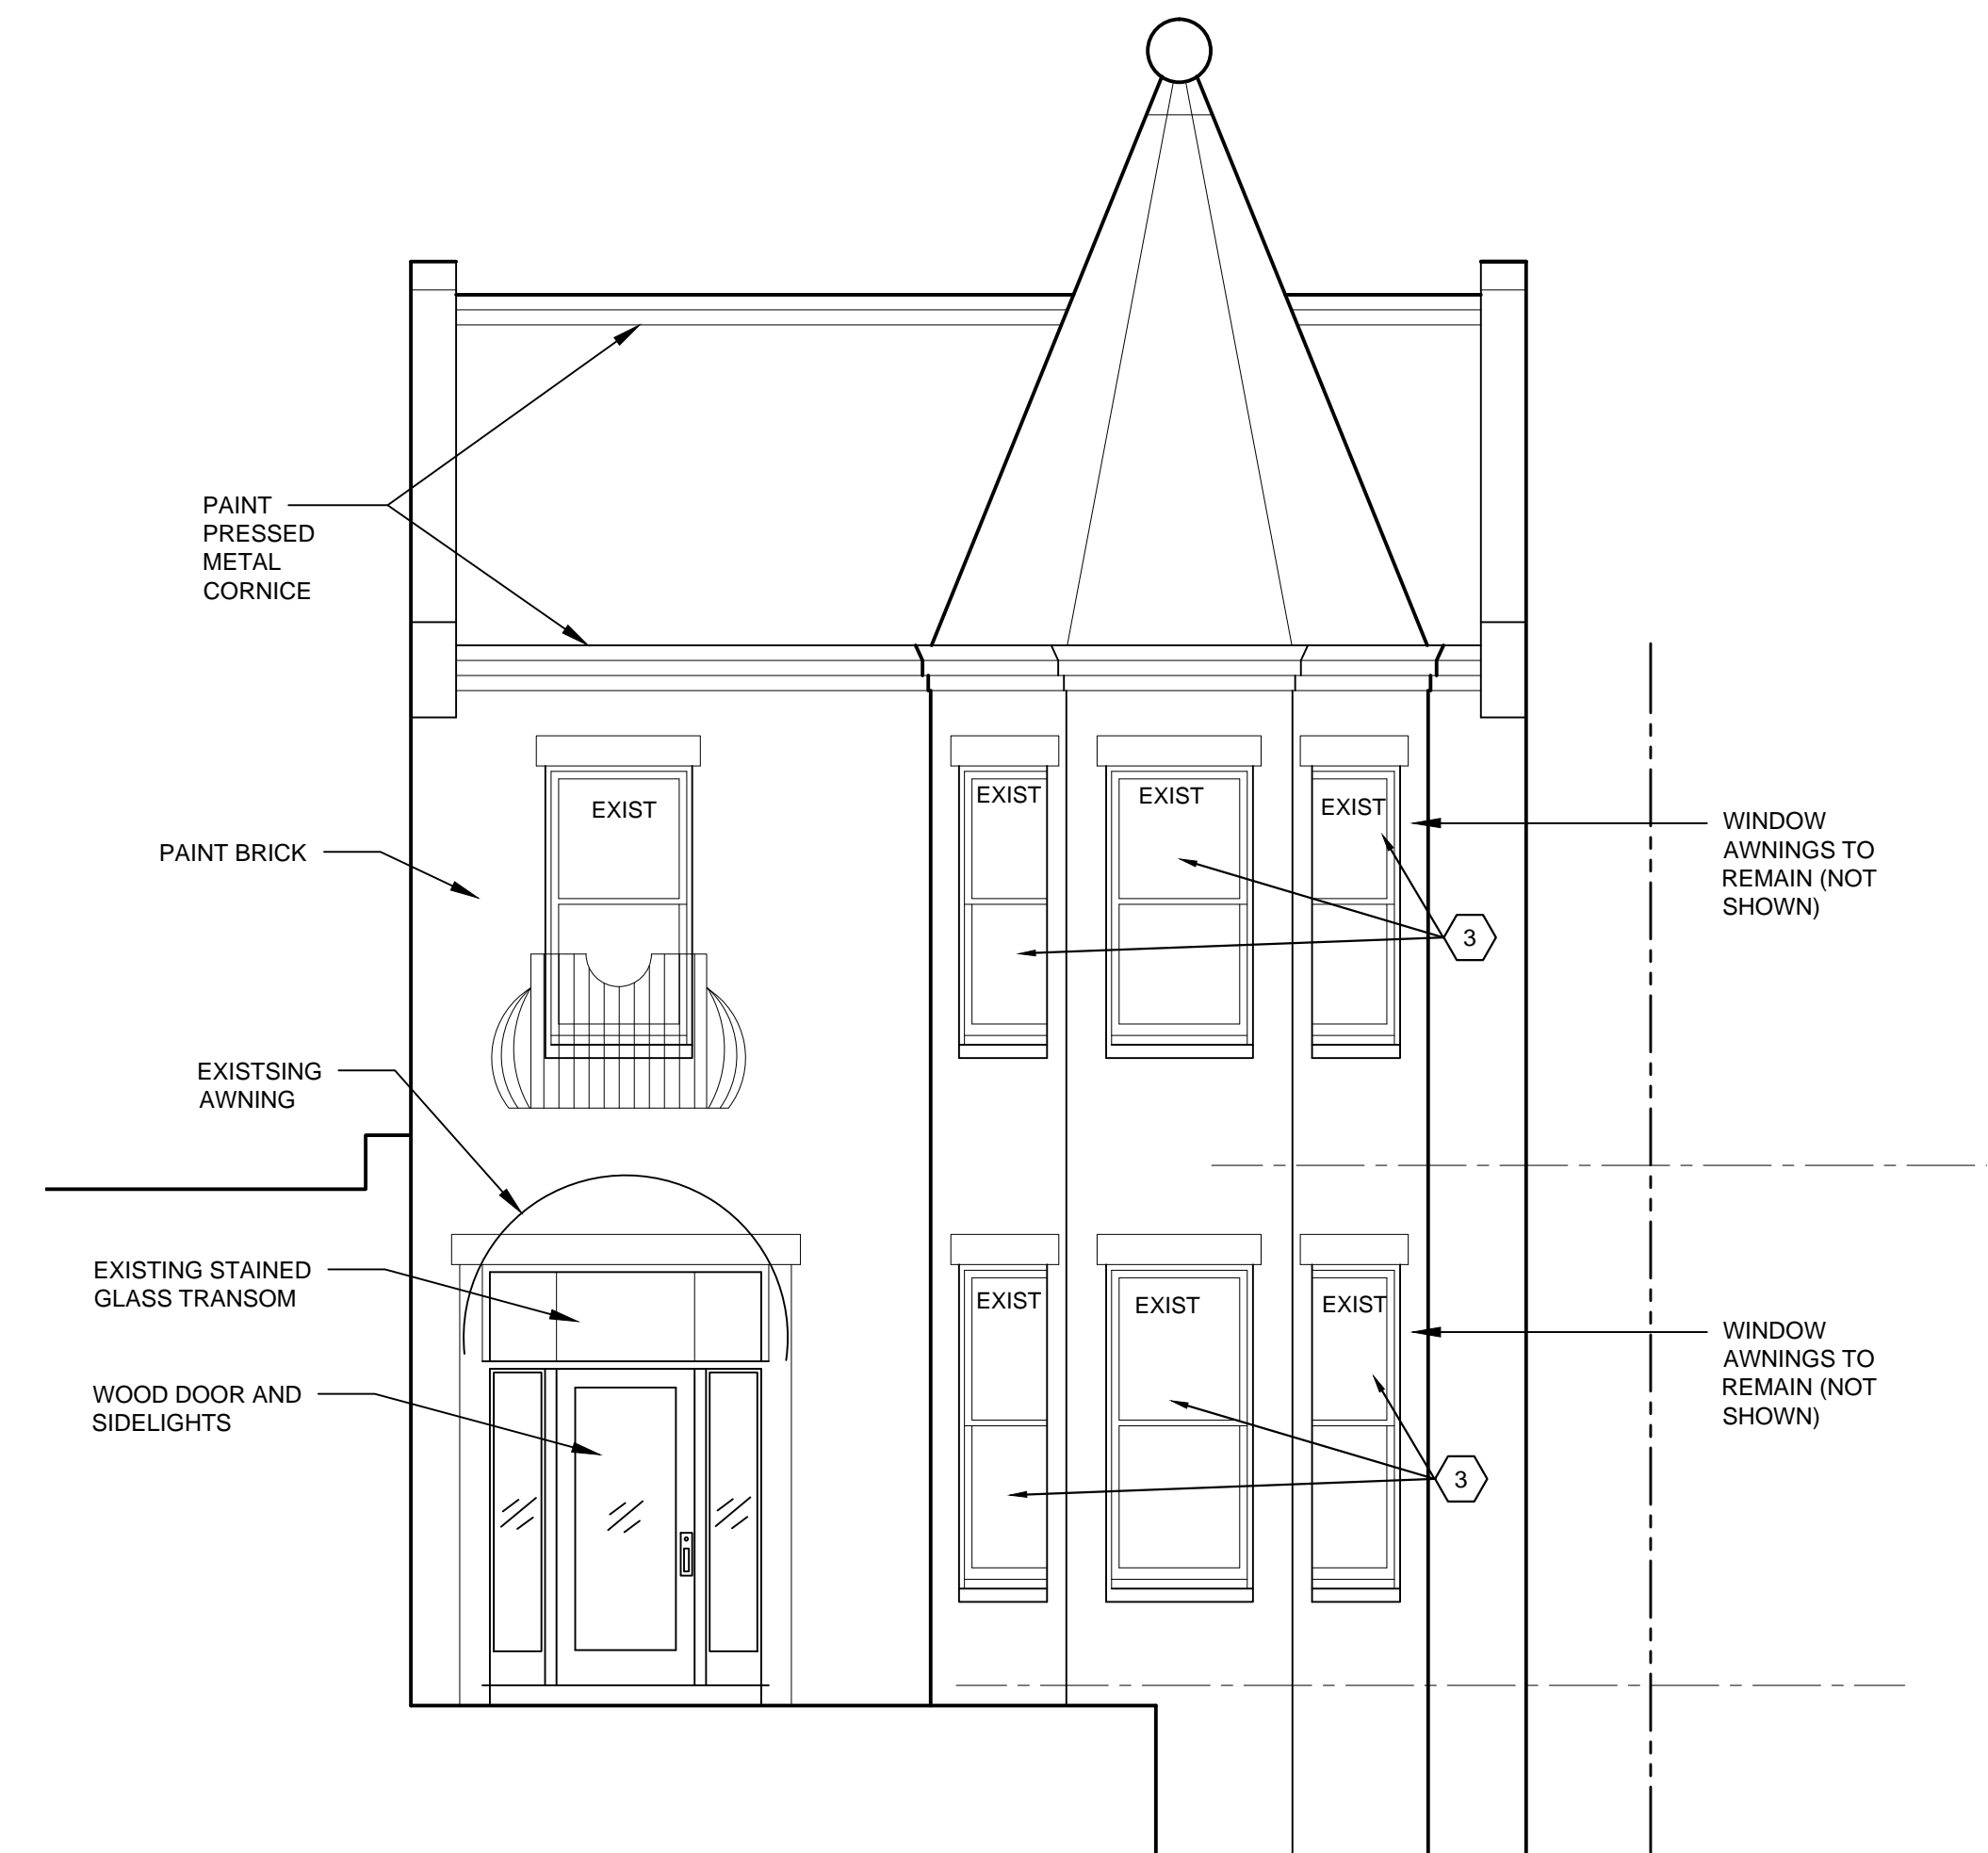 PAINT
PRESSED
METAL
CORNICE
EXIST
EXIST
EXIST
EXIST
WINDOW
AWNINGS TO
REMAIN (NOT
SHOWN)
PAINT BRICK
3
EXISTSING
AWNING
EXISTING STAINED
GLASS TRANSOM
EXIST
EXIST
EXIST
WINDOW
AWNINGS TO
REMAIN (NOT
SHOWN)
WOOD DOOR AND
SIDELIGHTS
3